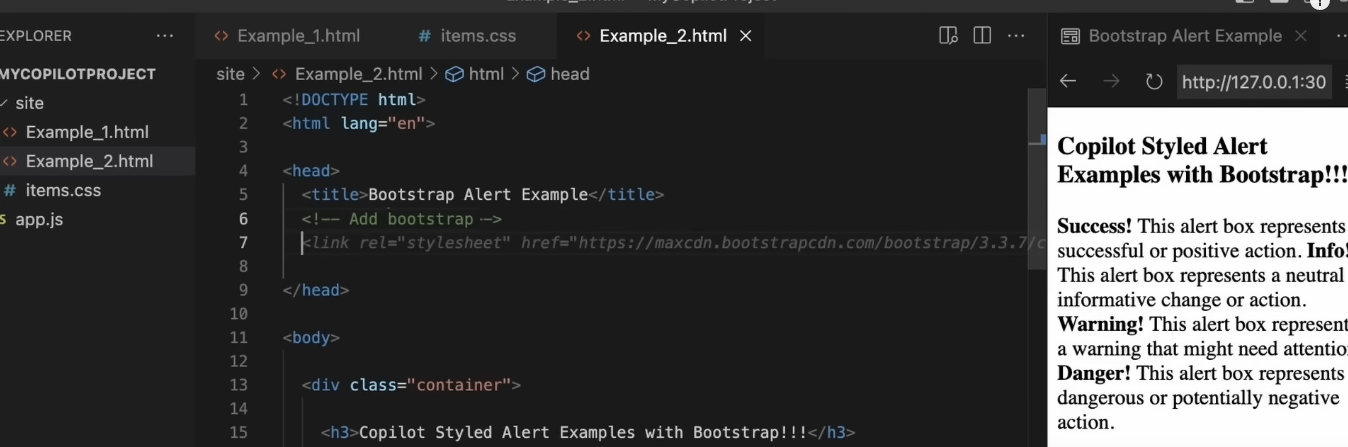 EXPLORER
MYCOPILOTPROJECT
site
Example_1.html
Example_2.html
items.css
app.js
Example_1.html # items.css Example_2.html
site > Example_2.html > html > head
1 <!DOCTYPE html>
2 <html lang="en">
3
4 <head>
5 <title>Bootstrap Alert Example</title>
6 <!-- Add bootstrap -->
7 <link rel="stylesheet" href="https://maxcdn.bootstrapcdn.com/bootstrap/3.3.7/c
8
9 </head>
10
11 <body>
12
13 <div class="container">
14
15 <h3>Copilot Styled Alert Examples with Bootstrap!!!</h3>
Bootstrap Alert Example
http://127.0.0.1:30
Copilot Styled Alert
Examples with Bootstrap!!!
Success! This alert box represents
successful or positive action. Info!
This alert box represents a neutral
informative change or action.
Warning! This alert box represent
a warning that might need attentio
Danger! This alert box represents
dangerous or potentially negative
action.